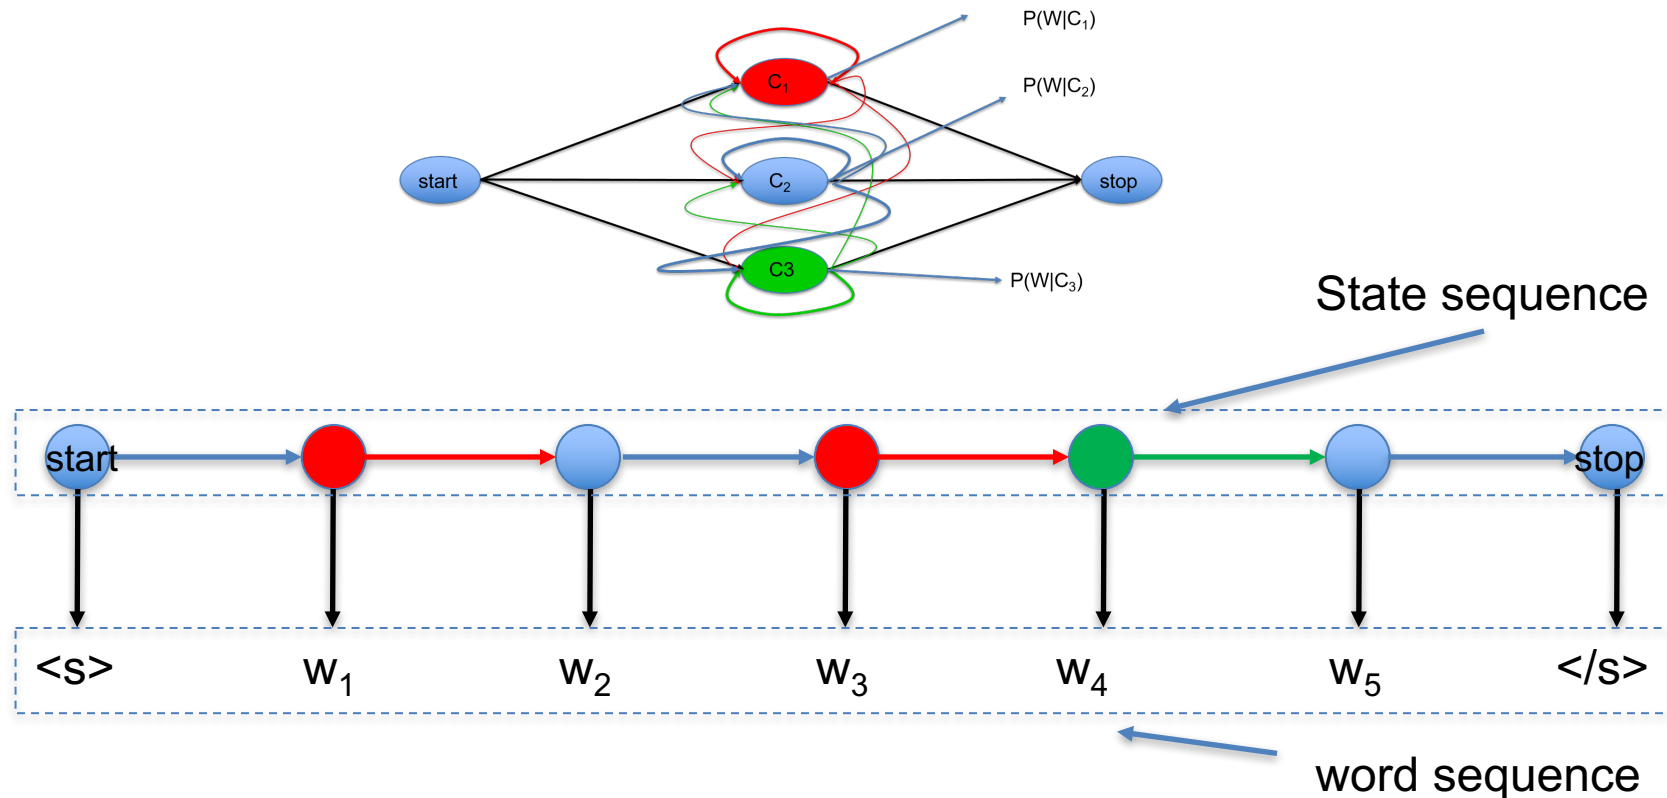 P(W|C₁)
C₁
P(W|C₂)
start
C₂
stop
C3
P(W|C₃)
State sequence
start
stop
<s>
w₁
w₂
w₃
w₄
w₅
</s>
word sequence